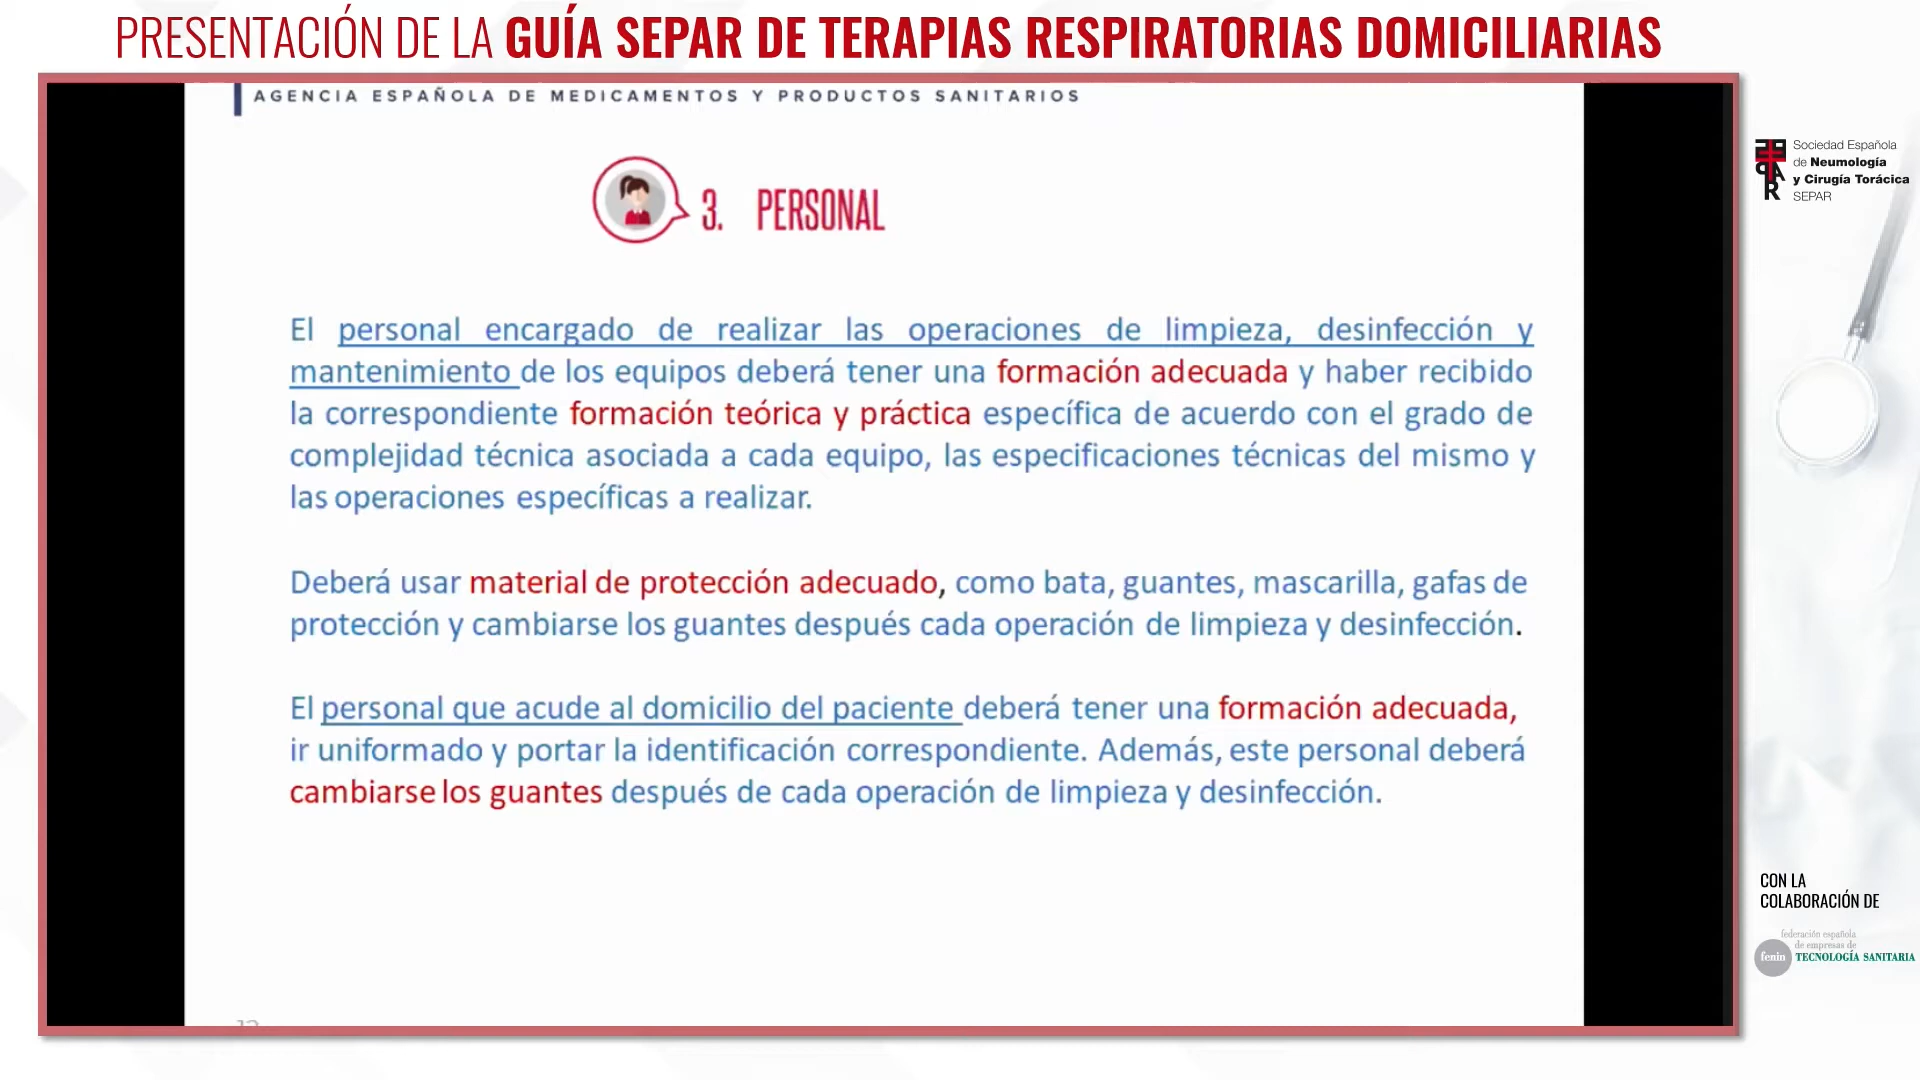 PRESENTACIÓN DE LA GUÍA SEPAR DE TERAPIAS RESPIRATORIAS DOMICILIARIAS
AGENCIA ESPAÑOLA DE MEDICAMENTOS Y PRODUCTOS SANITARIOS
3. PERSONAL
El personal encargado de realizar las operaciones de limpieza, desinfección y
mantenimiento de los equipos deberá tener una formación adecuada y haber recibido
la correspondiente formación teórica y práctica específica de acuerdo con el grado de
complejidad técnica asociada a cada equipo, las especificaciones técnicas del mismo y
las operaciones específicas a realizar.
Deberá usar material de protección adecuado, como bata, guantes, mascarilla, gafas de
protección y cambiarse los guantes después cada operación de limpieza y desinfección.
El personal que acude al domicilio del paciente deberá tener una formación adecuada,
ir uniformado y portar la identificación correspondiente. Además, este personal deberá
cambiarse los guantes después de cada operación de limpieza y desinfección.
SEPAR
Sociedad Española
de Neumología
y Cirugía Torácica
SEPAR
CON LA
COLABORACIÓN DE
federación española
de empresas de
fenin TECNOLOGÍA SANITARIA